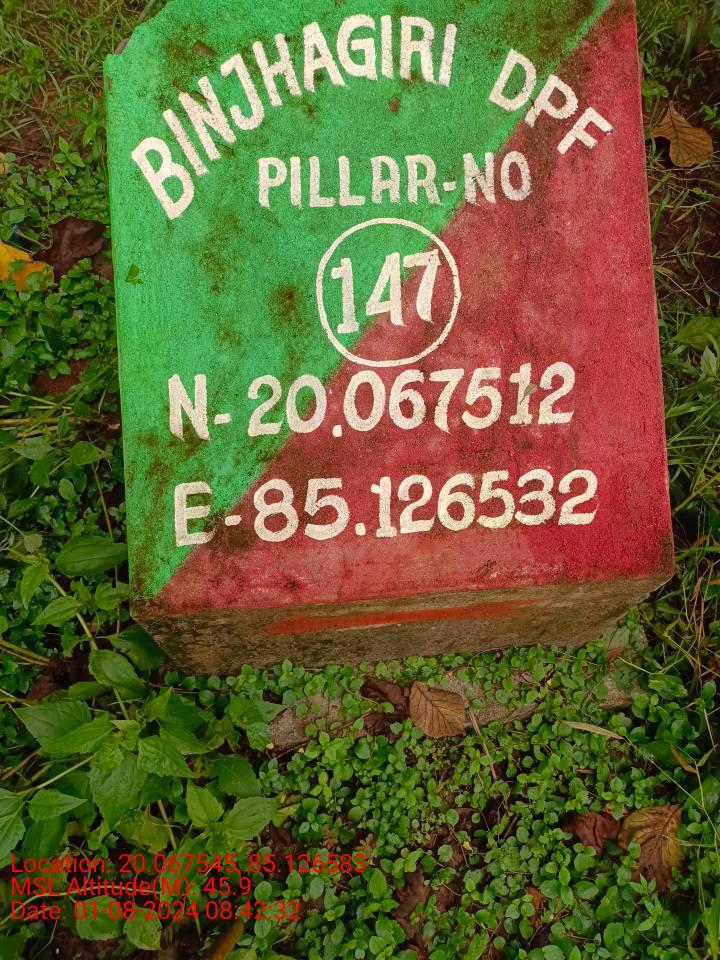 BINJHAGIRI DPF
PILLAR-NO
147
N-20.067512
E-85.126532
Location: 20.067545, 85.126583
MSL Altitude(M): 45.9
Date: 01-08-2024 08:42:32